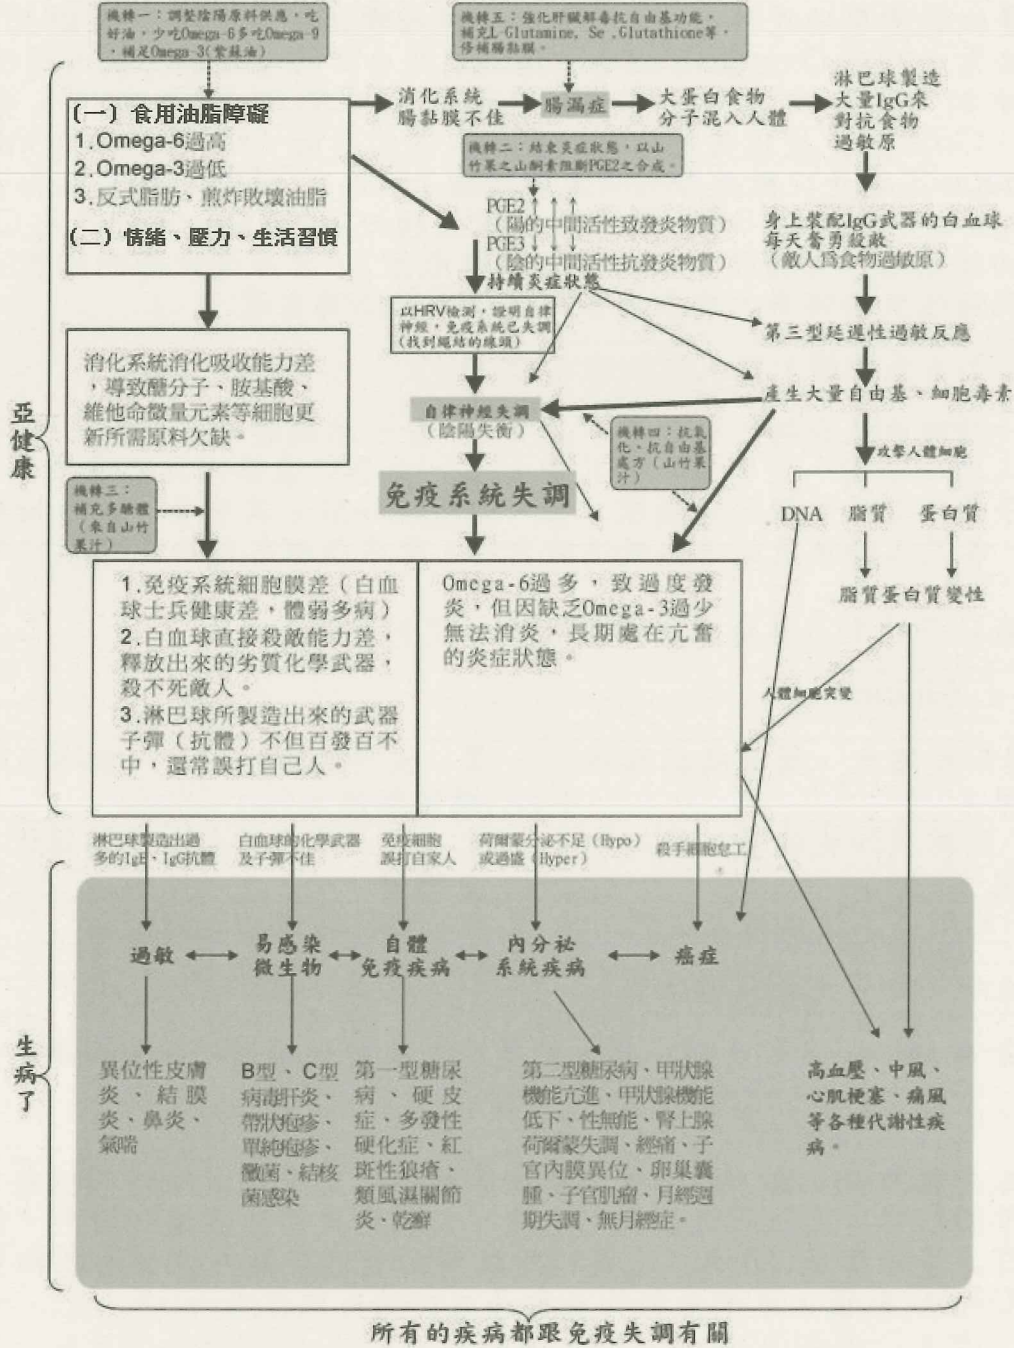 機轉一：調整陰陽原料供應，吃
好油，少吃Omega-6多吃Omega-9
，補足Omega-3(紫蘇油)
機轉五：強化肝臟解毒抗自由基功能，
補充L-Glutamine, Se ,Glutathione等，
修補腸黏膜。
（一）食用油脂障礙
1.Omega-6過高
2.Omega-3過低
3.反式脂肪、煎炸敗壞油脂
（二）情緒、壓力、生活習慣
消化系統
腸黏膜不佳
腸漏症
大蛋白食物
分子混入人體
淋巴球製造
大量IgG來
對抗食物
過敏原
機轉二：結束炎症狀態，以山
竹果之山酮素阻斷PGE2之合成。
PGE2↑ ↑ ↑
（陽的中間活性致發炎物質）
PGE3↓ ↓ ↓
（陰的中間活性抗發炎物質）
持續炎症狀態
身上裝配IgG武器的白血球
每天奮勇殺敵
（敵人為食物過敏原）
以HRV檢測，證明自律
神經，免疫系統已失調
(找到繩結的線頭)
第三型延遲性過敏反應
消化系統消化吸收能力差
，導致醣分子、胺基酸、
維他命微量元素等細胞更
新所需原料欠缺。
亞健康
自律神經失調
（陰陽失衡）
產生大量自由基、細胞毒素
機轉四：抗氧
化、抗自由基
處方（山竹果
汁）
攻擊人體細胞
機轉三：
補充多醣體
（來自山竹
果汁）
免疫系統失調
DNA 脂質 蛋白質
脂質蛋白質變性
1.免疫系統細胞膜差（白血
球士兵健康差，體弱多病）
2.白血球直接殺敵能力差，
釋放出來的劣質化學武器，
殺不死敵人。
3.淋巴球所製造出來的武器
子彈（抗體）不但百發百不
中，還常誤打自己人。
Omega-6過多，致過度發
炎，但因缺乏Omega-3過少
無法消炎，長期處在亢奮
的炎症狀態。
人體細胞突變
淋巴球製造出過
多的IgE、IgG抗體
白血球的化學武器
及子彈不佳
免疫細胞
誤打自家人
荷爾蒙分泌不足（Hypo）
或過盛（Hyper）
殺手細胞怠工
生病了
過敏
易感染
微生物
自體
免疫疾病
內分祕
系統疾病
癌症
異位性皮膚
炎、結膜
炎、鼻炎、
氣喘
B型、C型
病毒肝炎、
帶狀疱疹、
單純疱疹、
黴菌、結核
菌感染
第一型糖尿
病、硬皮
症、多發性
硬化症、紅
斑性狼瘡、
類風濕關節
炎、乾癬
第二型糖尿病、甲狀腺
機能亢進、甲狀腺機能
低下、性無能、腎上腺
荷爾蒙失調、經痛、子
宮內膜異位、卵巢囊
腫、子宮肌瘤、月經週
期失調、無月經症。
高血壓、中風、
心肌梗塞、痛風
等各種代謝性疾
病。
所有的疾病都跟免疫失調有關